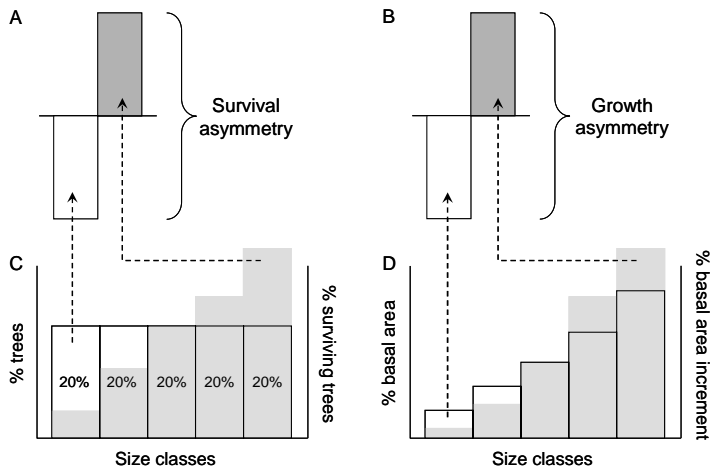 A
Survival
asymmetry
B
Growth
asymmetry
C
% trees
20%
20%
20%
20%
20%
% surviving trees
Size classes
D
% basal area
% basal area increment
Size classes